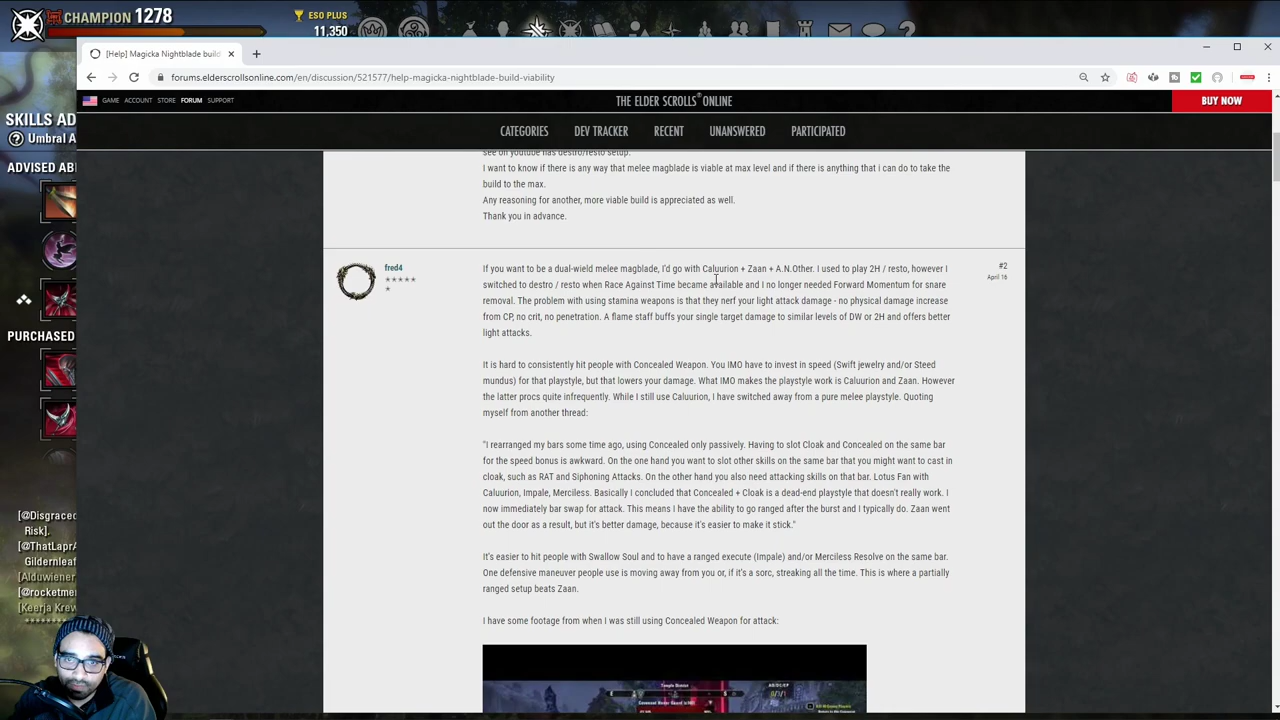 CHAMPION 1278
ESO PLUS
11,350
[Help] Magicka Nightblade build
forums.elderscrollsonline.com/en/discussion/521577/help-magicka-nightblade-build-viability
GAME ACCOUNT STORE FORUM SUPPORT
THE ELDER SCROLLS® ONLINE
BUY NOW
CATEGORIES DEV TRACKER RECENT UNANSWERED PARTICIPATED
SKILLS AD
Umbral A
ADVISED ABI
PURCHASE
see on youtube has destro/resto setup.
I want to know if there is any way that melee magblade is viable at max level and if there is anything that i can do to take the
build to the max.
Any reasoning for another, more viable build is appreciated as well.
Thank you in advance.
fred4
#2
April 16
If you want to be a dual-wield melee magblade, I'd go with Caluurion + Zaan + A.N.Other. I used to play 2H / resto, however I
switched to destro / resto when Race Against Time became available and I no longer needed Forward Momentum for snare
removal. The problem with using stamina weapons is that they nerf your light attack damage - no physical damage increase
from CP, no crit, no penetration. A flame staff buffs your single target damage to similar levels of DW or 2H and offers better
light attacks.
It is hard to consistently hit people with Concealed Weapon. You IMO have to invest in speed (Swift jewelry and/or Steed
mundus) for that playstyle, but that lowers your damage. What IMO makes the playstyle work is Caluurion and Zaan. However
the latter procs quite infrequently. While I still use Caluurion, I have switched away from a pure melee playstyle. Quoting
myself from another thread:
"I rearranged my bars some time ago, using Concealed only passively. Having to slot Cloak and Concealed on the same bar
for the speed bonus is awkward. On the one hand you want to slot other skills on the same bar that you might want to cast in
cloak, such as RAT and Siphoning Attacks. On the other hand you also need attacking skills on that bar. Lotus Fan with
Caluurion, Impale, Merciless. Basically I concluded that Concealed + Cloak is a dead-end playstyle that doesn't really work. I
now immediately bar swap for attack. This means I have the ability to go ranged after the burst and I typically do. Zaan went
out the door as a result, but it's better damage, because it's easier to make it stick."
It's easier to hit people with Swallow Soul and to have a ranged execute (Impale) and/or Merciless Resolve on the same bar.
One defensive maneuver people use is moving away from you or, if it's a sorc, streaking all the time. This is where a partially
ranged setup beats Zaan.
I have some footage from when I was still using Concealed Weapon for attack:
[@Disgraced
Risk].
[@ThatLapr
Gildernleaf
[Alduwiener
[@rocketmer
[Keerja Krew